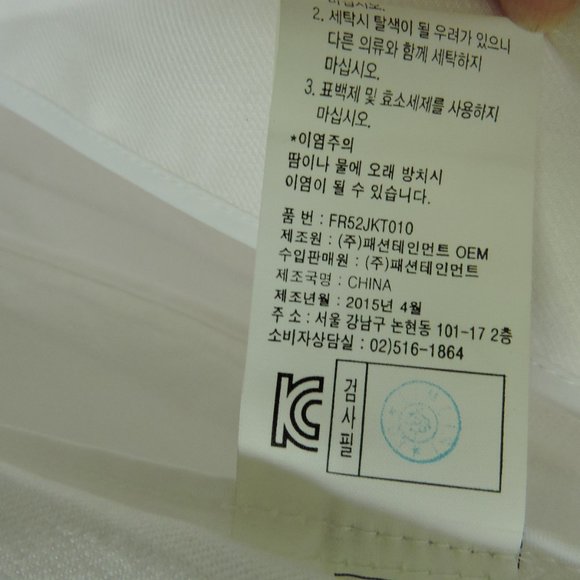 마십시오.
2. 세탁시 탈색이 될 우려가 있으니
다른 의류와 함께 세탁하지
마십시오.
3. 표백제 및 효소세제를 사용하지
마십시오.
*이염주의
땀이나 물에 오래 방치시
이염이 될 수 있습니다.
품 번 : FR52JKT010
제조원 : (주)패션테인먼트 OEM
수입판매원 : (주)패션테인먼트
제조국명 : CHINA
제조년월 : 2015년 4월
주 소 : 서울 강남구 논현동 101-17 2층
소비자상담실 : 02)516-1864
검사필